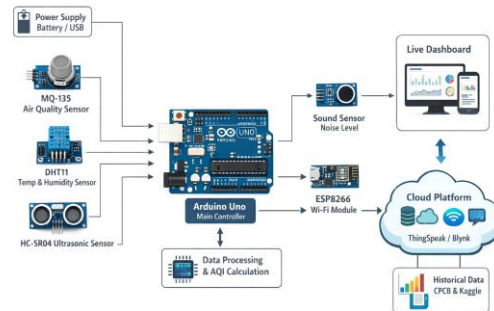 Power Supply
Battery / USB
MQ-135
Air Quality Sensor
DHT11
Temp & Humidity Sensor
HC-SR04 Ultrasonic Sensor
ARDUINO
UNO
Arduino Uno
Main Controller
Data Processing
& AQI Calculation
Sound Sensor
Noise Level
ESP8266
Wi-Fi Module
Live Dashboard
Cloud Platform
ThingSpeak / Blynk
Historical Data
CPCB & Kaggle